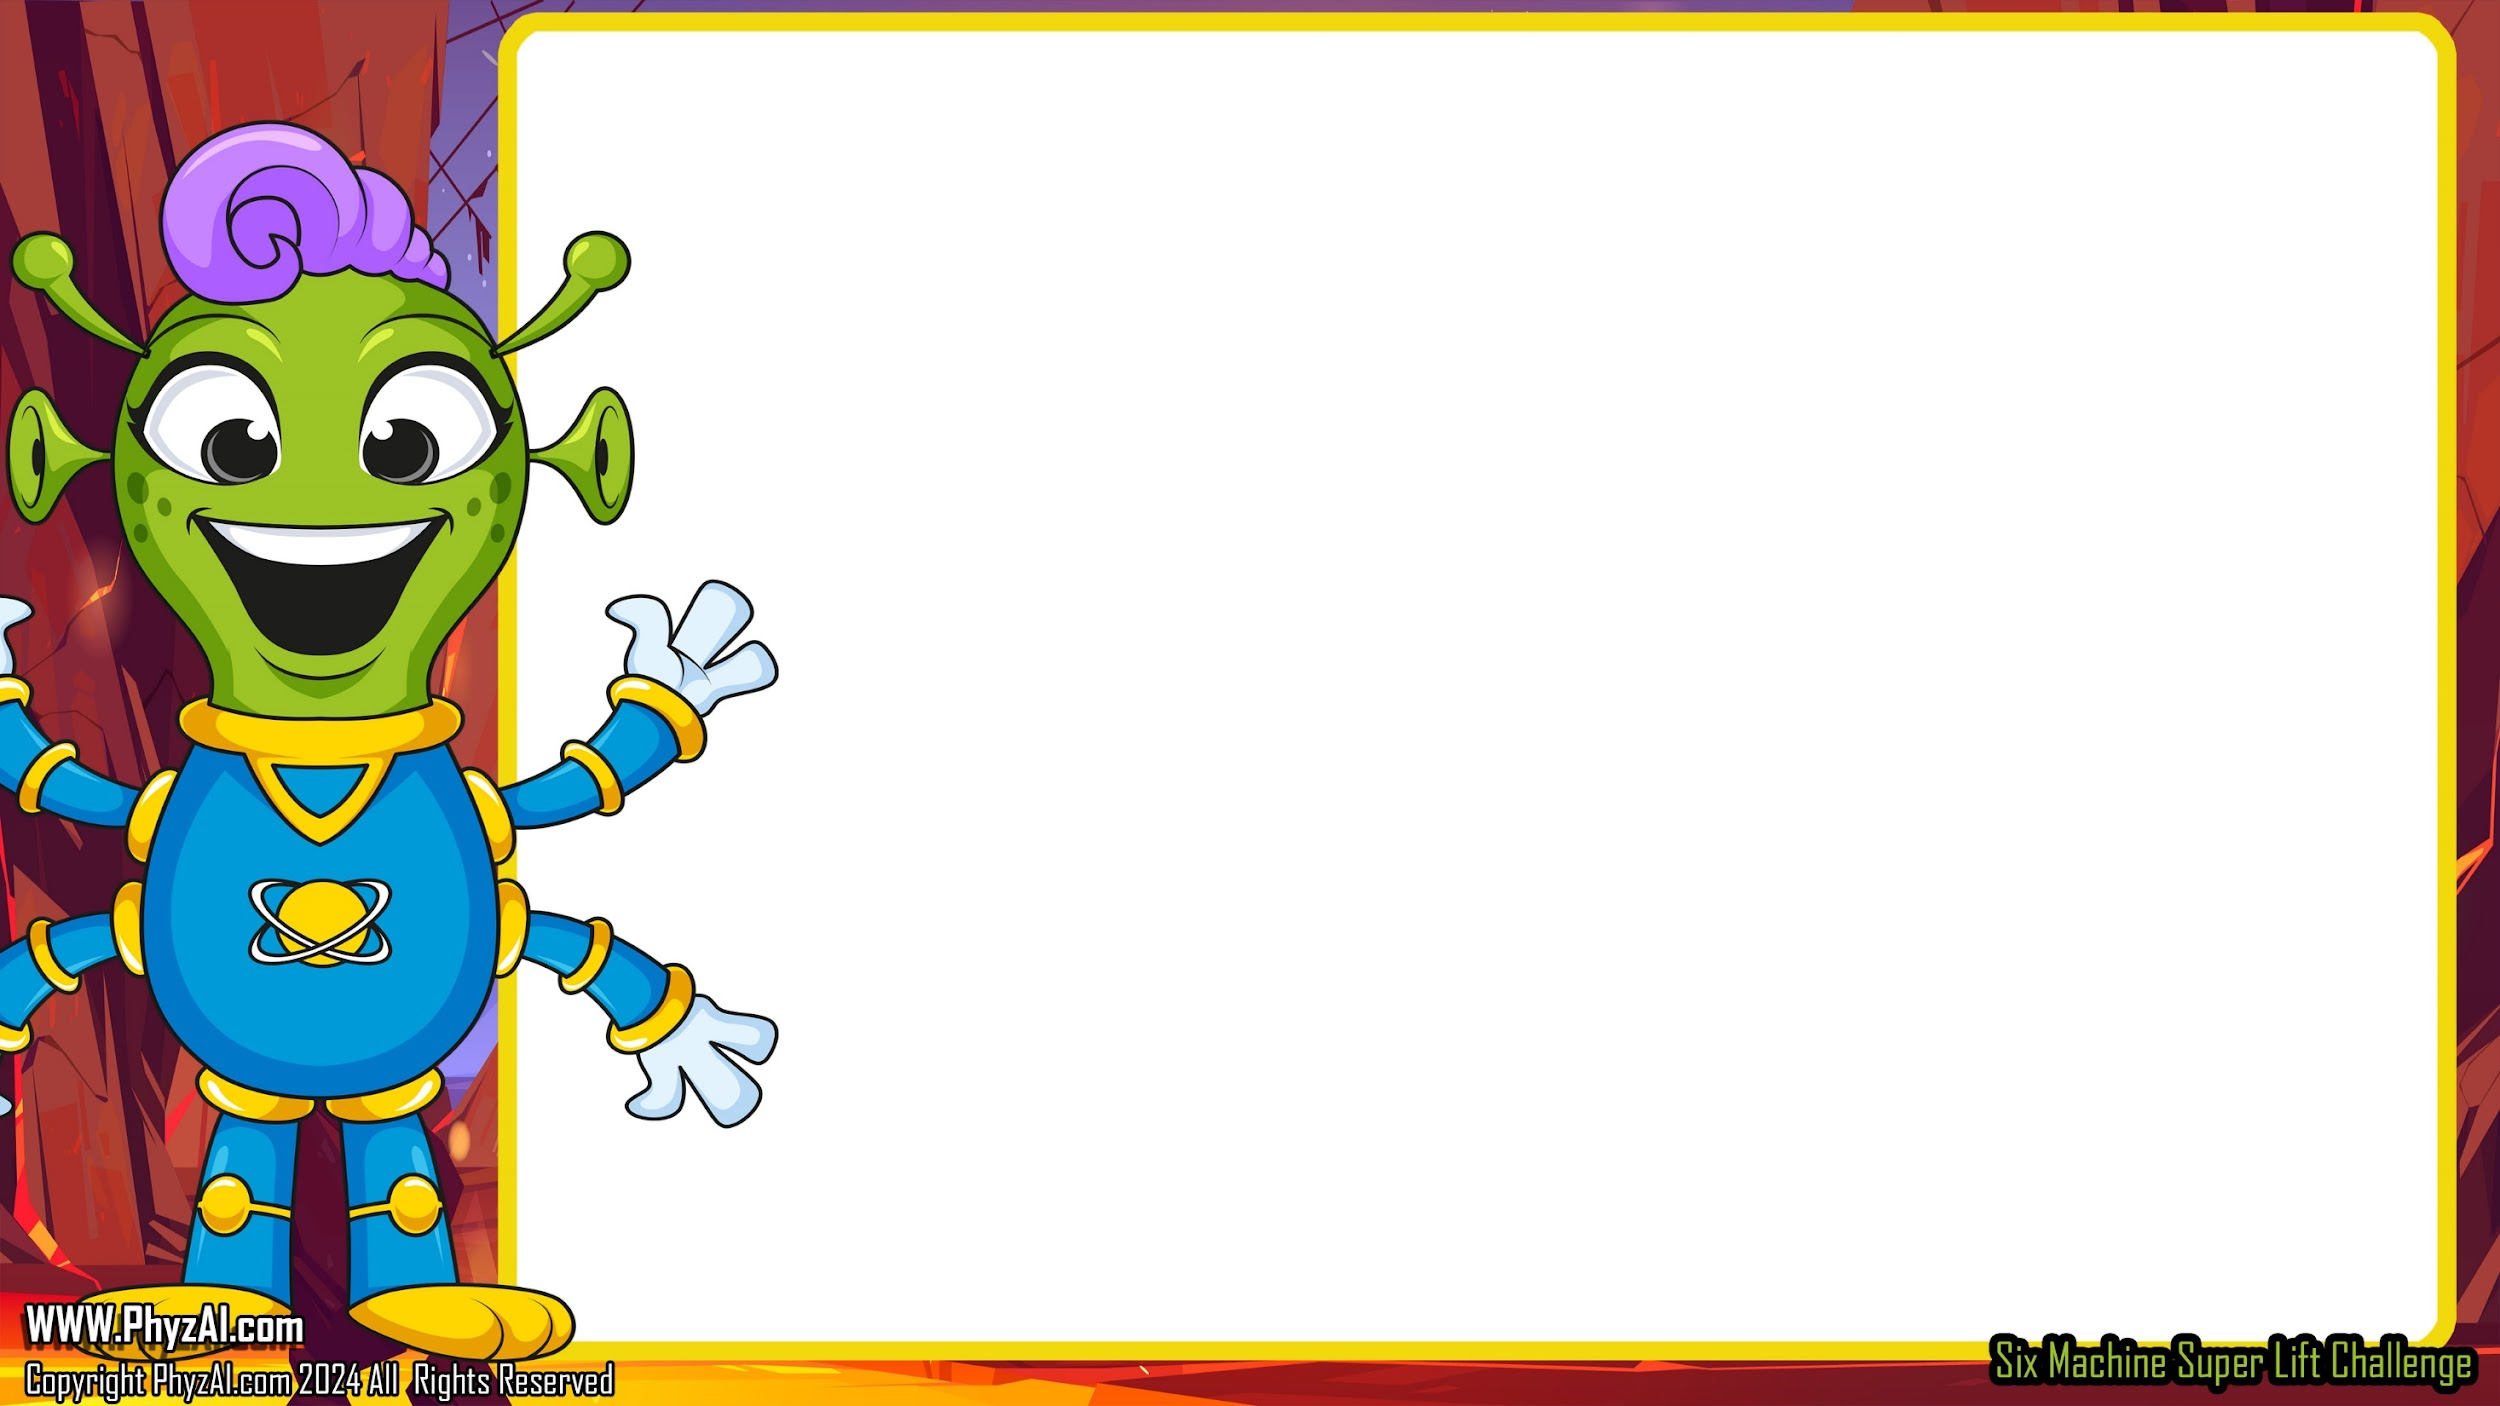 WWW.PhyzAI.com
Copyright PhyzAI.com 2024 All Rights Reserved
Six Machine Super Lift Challenge